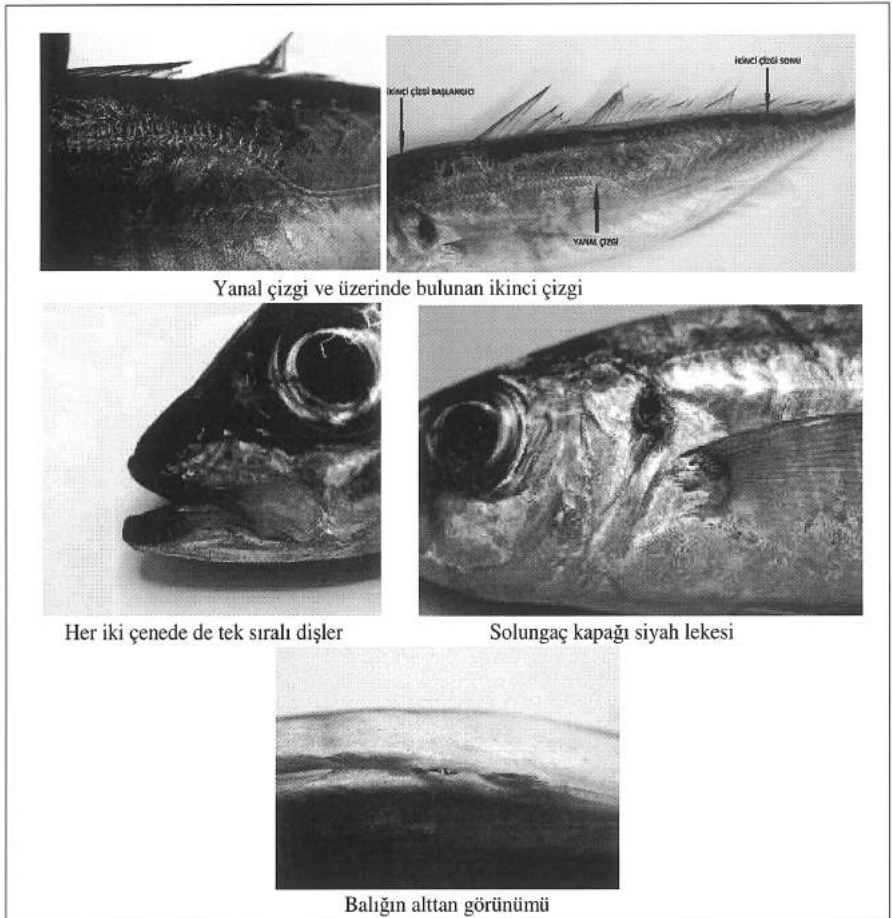 İKİNCİ ÇİZGİ BAŞLANGICI
İKİNCİ ÇİZGİ SONU
YANAL ÇİZGİ
Yanal çizgi ve üzerinde bulunan ikinci çizgi
Her iki çenede de tek sıralı dişler
Solungaç kapağı siyah lekesi
Balığın alttan görünümü